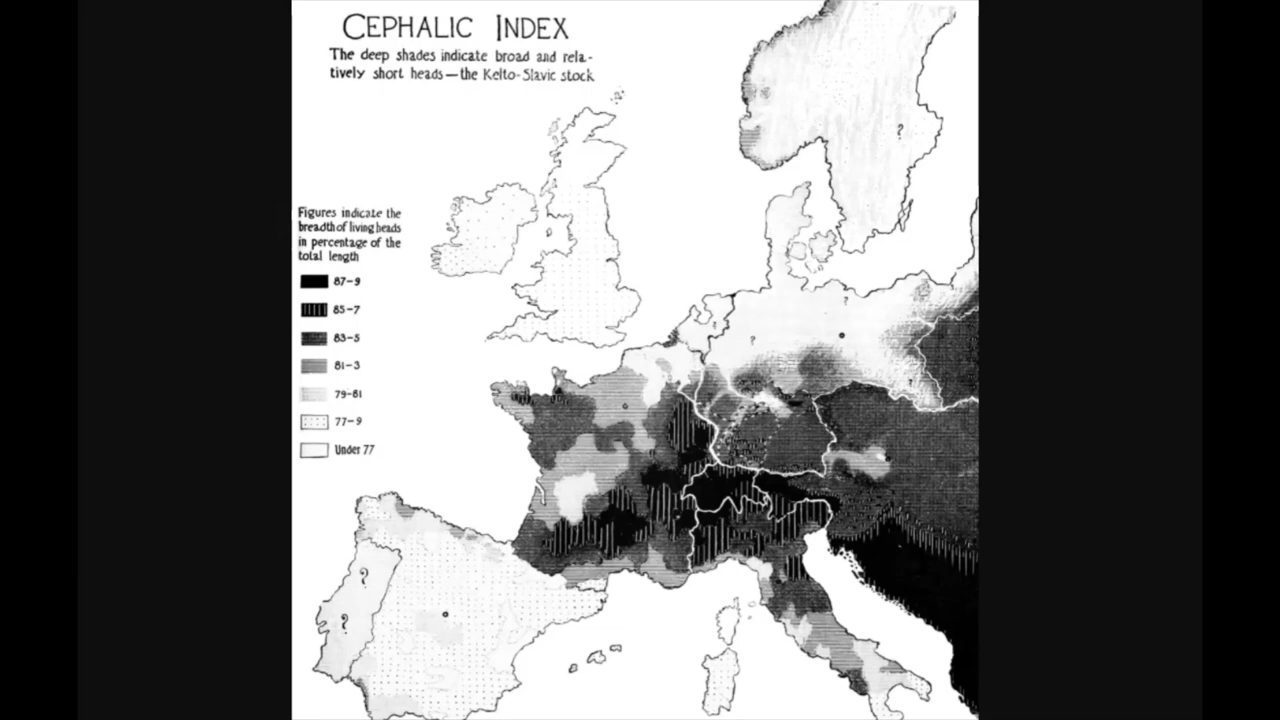 CEPHALIC INDEX
The deep shades indicate broad and rela-
tively short heads—the Kelto-Slavic stock
Figures indicate the
breadth of living heads
in percentage of the
total length
87-9
85-7
83-5
81-3
79-81
77-9
Under 77
?
?
?
?
?